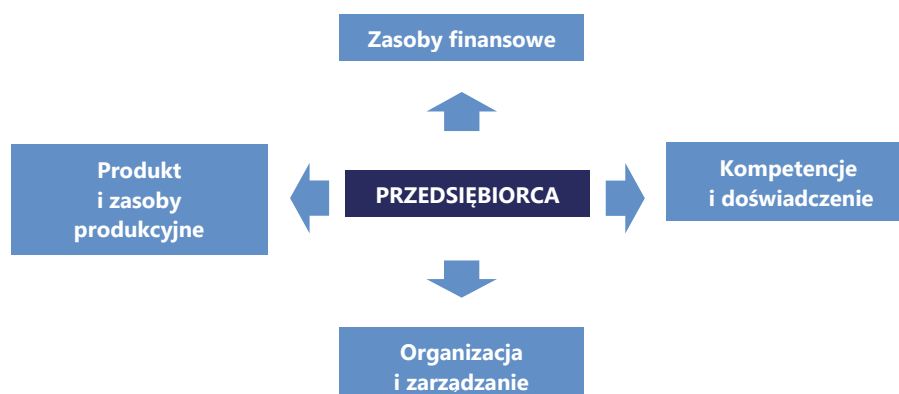 Zasoby finansowe
Produkt
i zasoby
produkcyjne
PRZEDSIĘBIORCA
Kompetencje
i doświadczenie
Organizacja
i zarządzanie